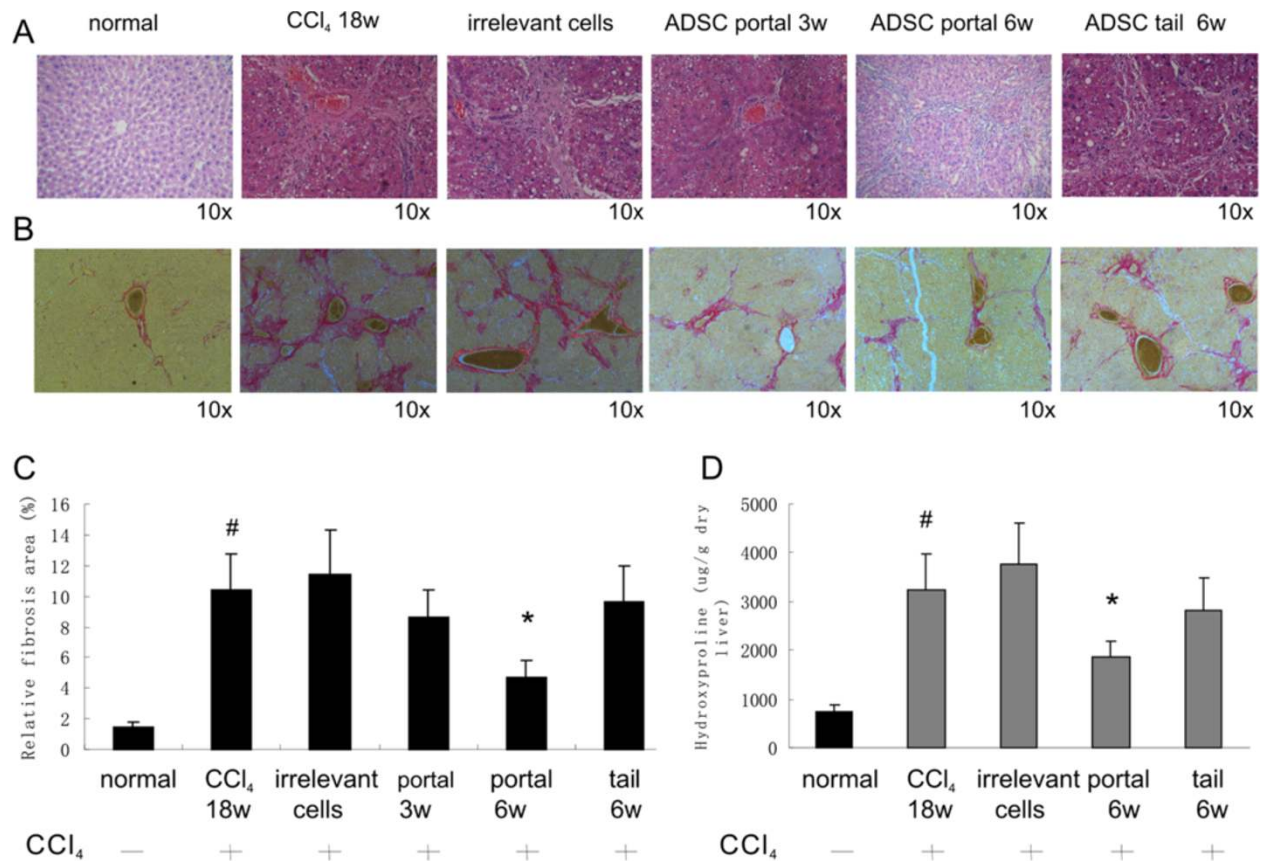 A
normal
CCl₄ 18w
irrelevant cells
ADSC portal 3w
ADSC portal 6w
ADSC tail 6w
10x
10x
10x
10x
10x
10x
B
10x
10x
10x
10x
10x
10x
C
Relative fibrosis area (%)
16
14
12
10
8
6
4
2
0
#
*
normal
CCl₄
18w
irrelevant
cells
portal
3w
portal
6w
tail
6w
CCl₄ — + + + + +
D
Hydroxyproline (ug/g dry
liver)
5000
4000
3000
2000
1000
0
#
*
normal
CCl₄
18w
irrelevant
cells
portal
6w
tail
6w
CCl₄ — + + + +